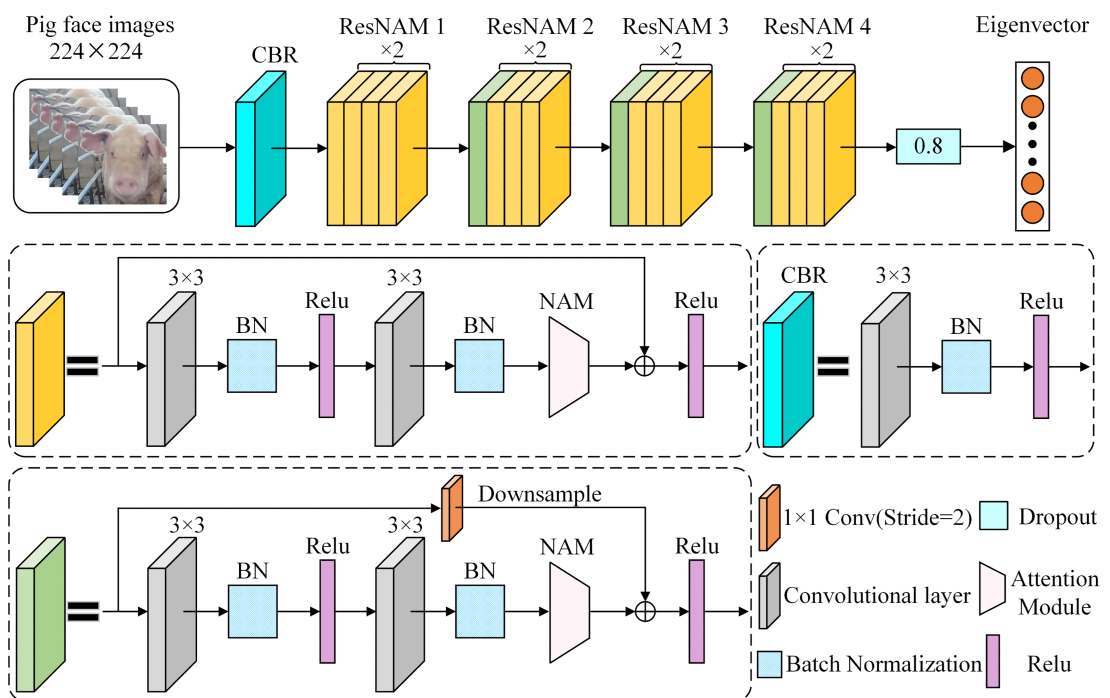 Pig face images
224×224
CBR
ResNAM 1
×2
ResNAM 2
×2
ResNAM 3
×2
ResNAM 4
×2
Eigenvector
0.8
3×3
BN
Relu
3×3
BN
NAM
Relu
CBR
3×3
BN
Relu
3×3
BN
Relu
3×3
BN
Downsample
NAM
Relu
1×1 Conv(Stride=2)
Dropout
Convolutional layer
Attention
Module
Batch Normalization
Relu